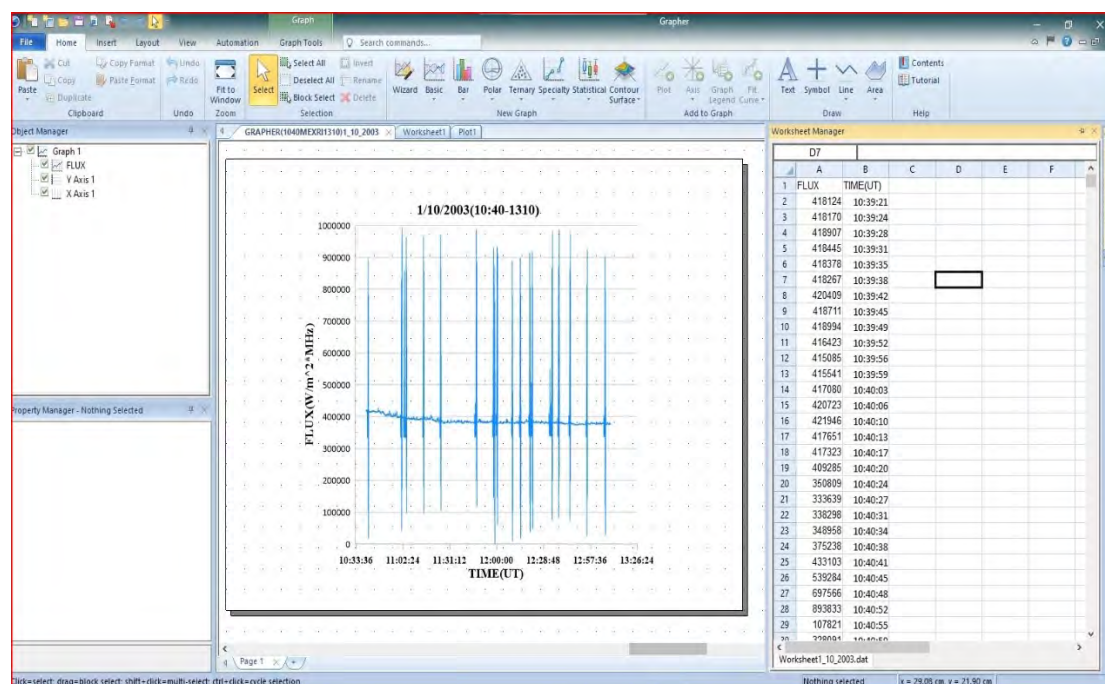 Graph
Grapher
File Home Insert Layout View Automation Graph Tools Search commands...
Paste
Cut
Copy
Duplicate
Copy Format
Paste Format
Clipboard
Undo
Redo
Undo
Fit to Window
Zoom
Select
Select All
Deselect All
Block Select
Invert
Rename
Delete
Selection
Wizard Basic Bar Polar Ternary Specialty Statistical Contour Surface
New Graph
Plot Axis Graph Legend Fit Curve
Add to Graph
Text Symbol Line Area
Draw
Contents
Tutorial
Help
Object Manager
Graph 1
FLUX
Y Axis 1
X Axis 1
Property Manager - Nothing Selected
GRAPHER(1040MEXRI1310)1_10_2003 Worksheet1 Plot1
1/10/2003(10:40-1310)
FLUX(W/m^2*MHz)
1000000
900000
800000
700000
600000
500000
400000
300000
200000
100000
0
10:33:36 11:02:24 11:31:12 12:00:00 12:28:48 12:57:36 13:26:24
TIME(UT)
Page 1
Worksheet Manager
D7
A B C D E F
1 FLUX TIME(UT)
2 418124 10:39:21
3 418170 10:39:24
4 418907 10:39:28
5 418445 10:39:31
6 418378 10:39:35
7 418267 10:39:38
8 420409 10:39:42
9 418711 10:39:45
10 418994 10:39:49
11 416423 10:39:52
12 415085 10:39:56
13 415541 10:39:59
14 417080 10:40:03
15 420723 10:40:06
16 421946 10:40:10
17 417651 10:40:13
18 417323 10:40:17
19 409285 10:40:20
20 350809 10:40:24
21 333639 10:40:27
22 338298 10:40:31
23 348958 10:40:34
24 375238 10:40:38
25 433103 10:40:41
26 539284 10:40:45
27 697566 10:40:48
28 893833 10:40:52
29 107821 10:40:55
Worksheet1_10_2003.dat
Click=select; drag=block select; shift+click=multi-select; ctrl+click=cycle selection
Nothing selected
x = 29.08 cm, y = 21.90 cm